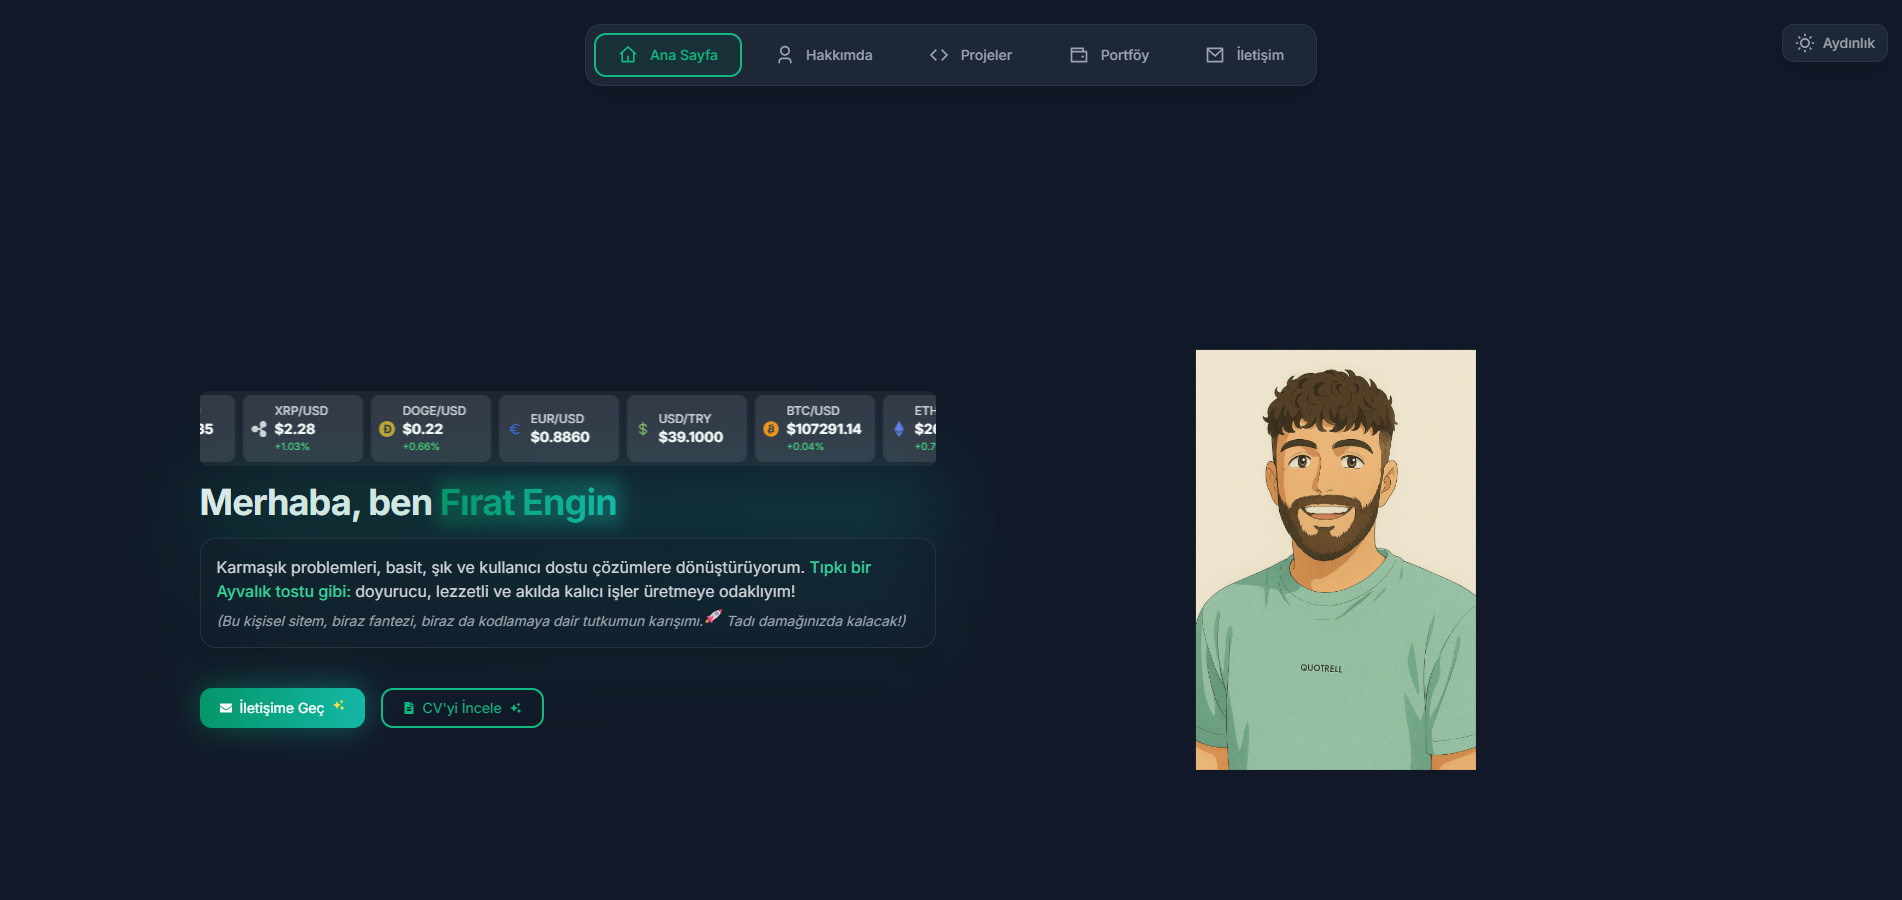 Ana Sayfa
Hakkımda
Projeler
Portföy
İletişim
Aydınlık
35
XRP/USD
$2.28
+1.03%
DOGE/USD
$0.22
+0.66%
EUR/USD
$0.8860
USD/TRY
$39.1000
BTC/USD
$107291.14
+0.04%
ETH
$26
+0.7
Merhaba, ben Fırat Engin
Karmaşık problemleri, basit, şık ve kullanıcı dostu çözümlere dönüştürüyorum. Tıpkı bir
Ayvalık tostu gibi: doyurucu, lezzetli ve akılda kalıcı işler üretmeye odaklıyım!
(Bu kişisel sitem, biraz fantezi, biraz da kodlamaya dair tutkumun karışımı.🚀 Tadı damağınızda kalacak!)
İletişime Geç
CV'yi İncele
QUOTRELL